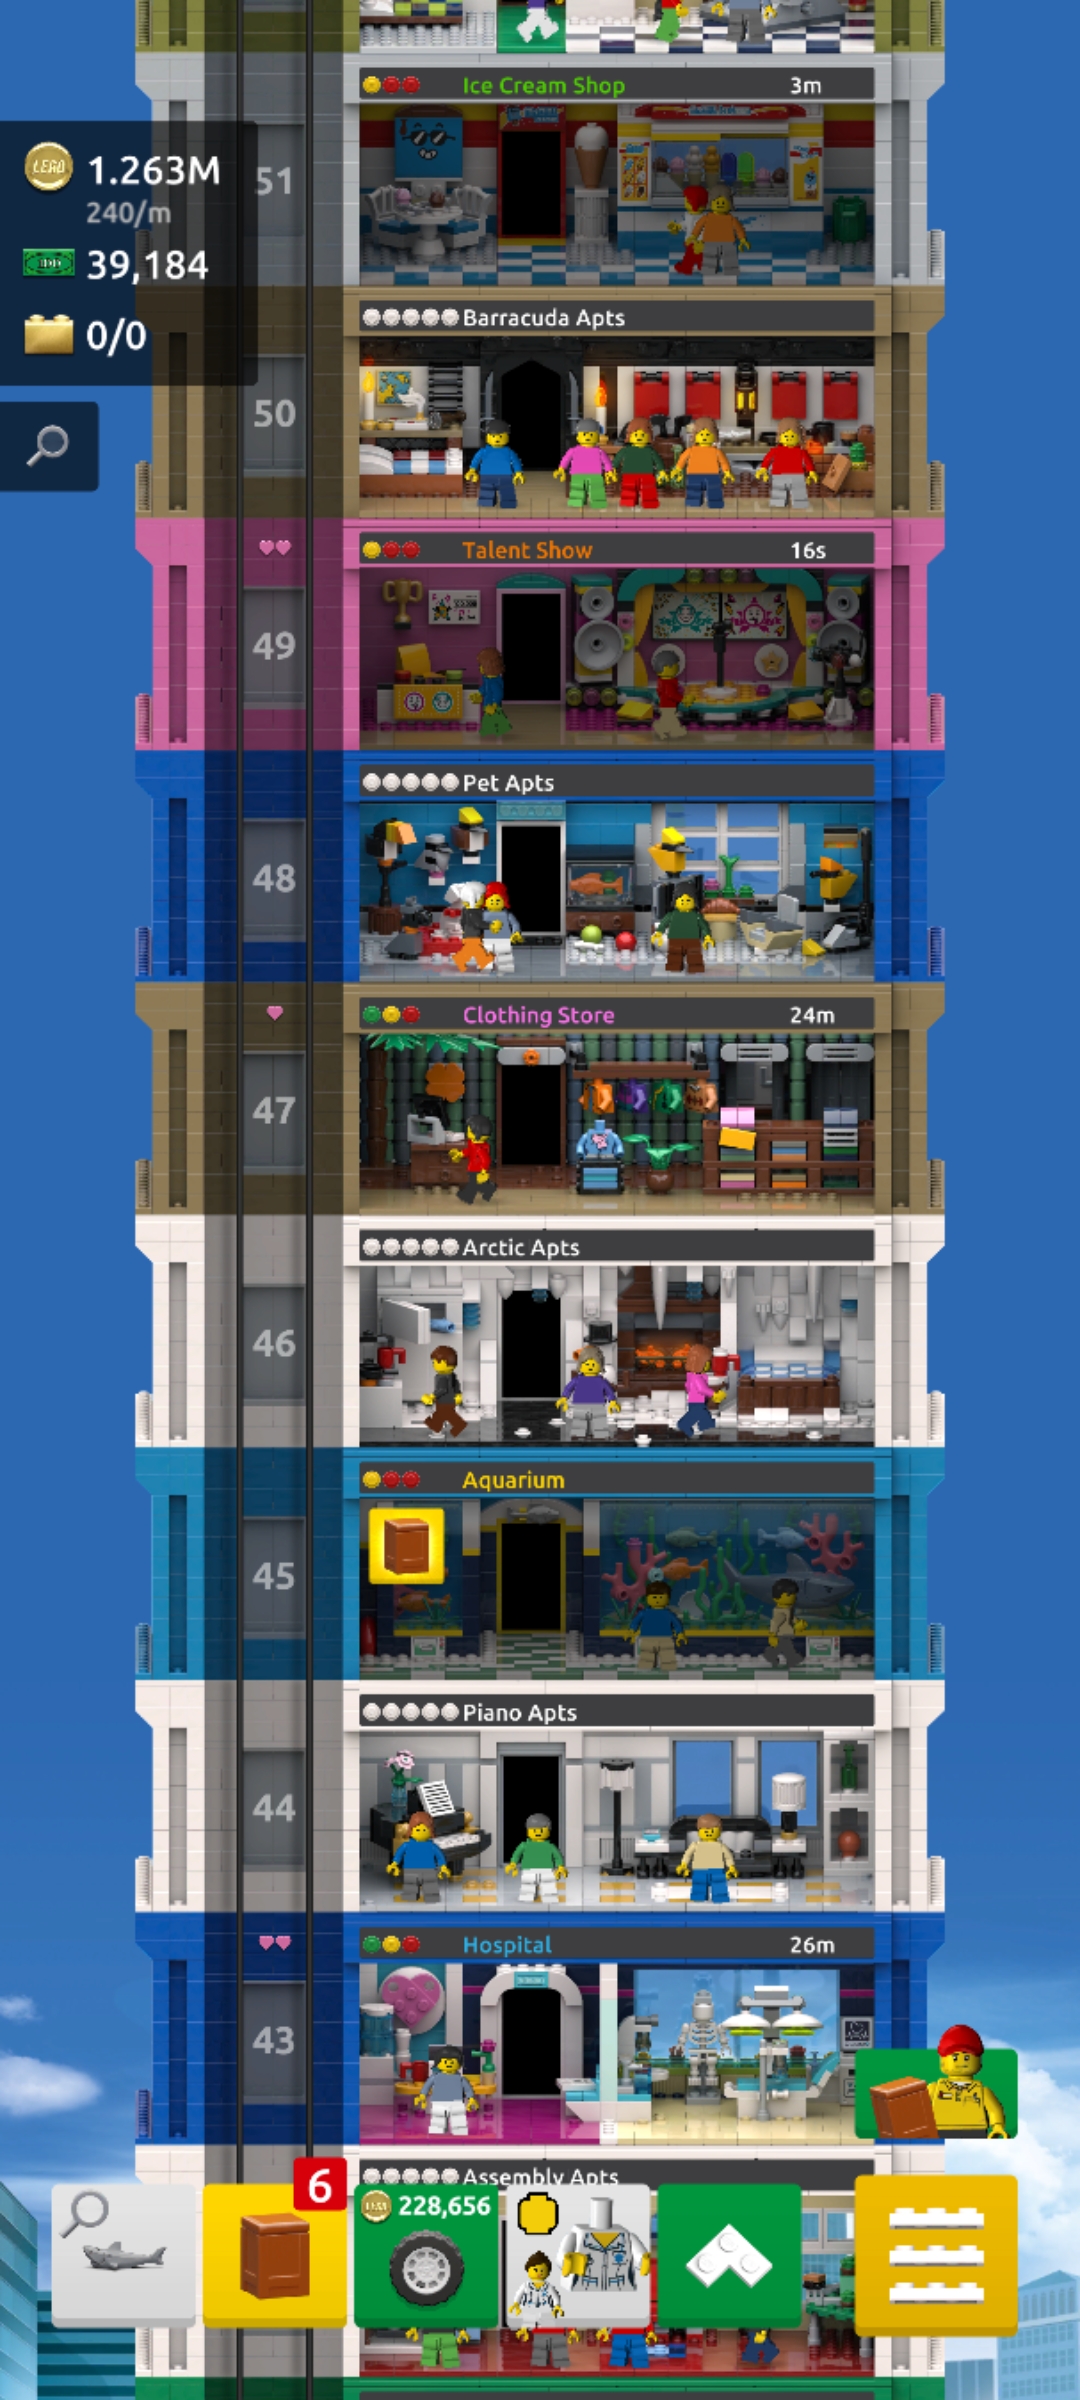 Ice Cream Shop 3m
LEGO 1.263M
240/m
39,184
0/0
51
Barracuda Apts
50
Talent Show 16s
49
Pet Apts
48
Clothing Store 24m
47
Arctic Apts
46
Aquarium
45
Piano Apts
44
Hospital 26m
43
Assembly Apts
6
228,656